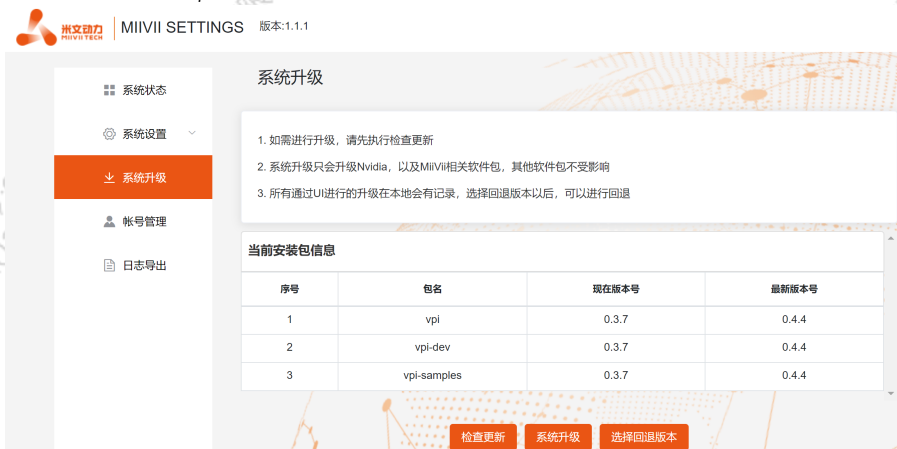 米文动力
MIIVII TECH
MIIVII SETTINGS 版本:1.1.1
系统状态
系统设置
系统升级
帐号管理
日志导出
系统升级
1. 如需进行升级，请先执行检查更新
2. 系统升级只会升级Nvidia，以及MiiVii相关软件包，其他软件包不受影响
3. 所有通过UI进行的升级在本地会有记录，选择回退版本以后，可以进行回退
当前安装包信息
序号 包名 现在版本号 最新版本号
1 vpi 0.3.7 0.4.4
2 vpi-dev 0.3.7 0.4.4
3 vpi-samples 0.3.7 0.4.4
检查更新 系统升级 选择回退版本